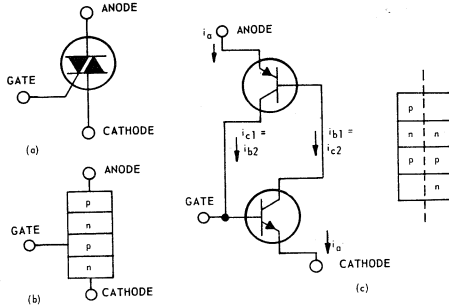 ANODE
GATE
CATHODE
(a)
ANODE
p
n
p
n
GATE
CATHODE
(b)
ia
ANODE
ic1 =
ib2
ib1 =
ic2
GATE
ia
CATHODE
(c)
p
n n
p p
n